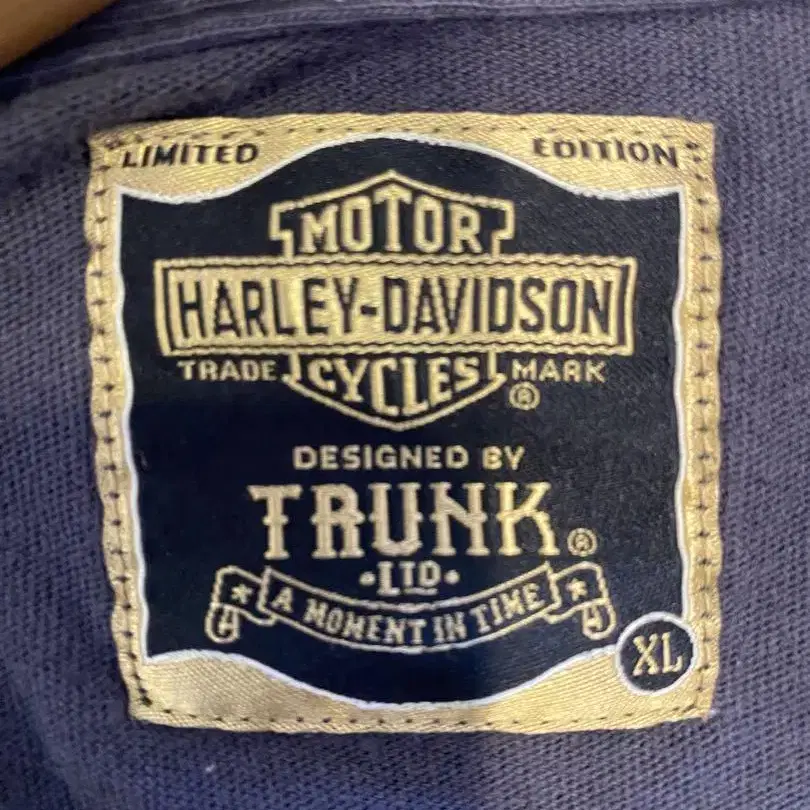 LIMITED EDITION
MOTOR
HARLEY-DAVIDSON
TRADE CYCLES MARK
®
DESIGNED BY
TRUNK®
•LTD•
★ A MOMENT IN TIME ★
XL